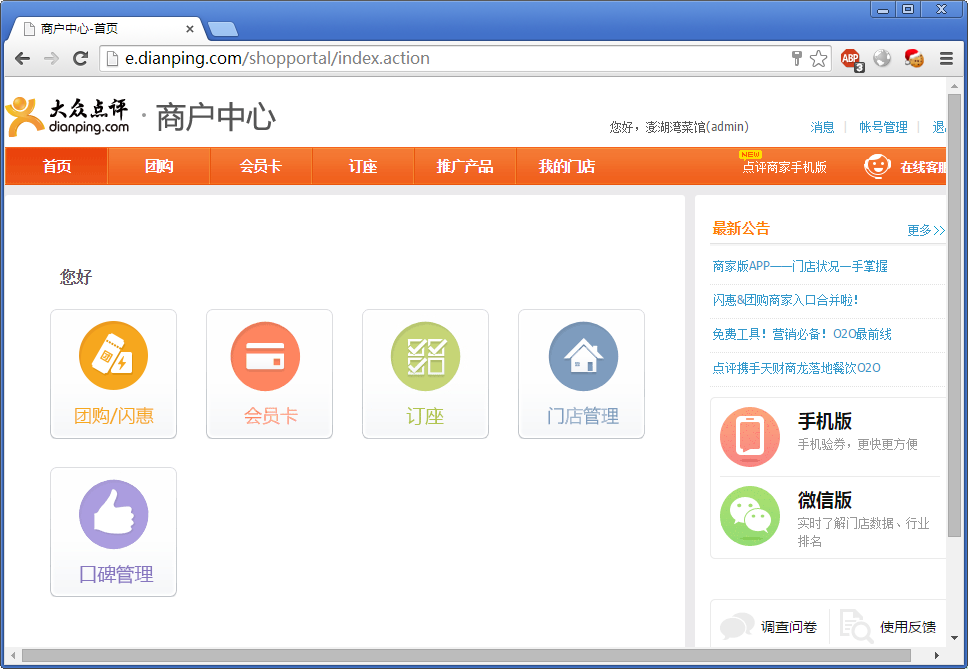 商户中心-首页
e.dianping.com/shopportal/index.action
ABP
3
大众点评
dianping.com
· 商户中心
您好，澎湖湾菜馆(admin)
消息
帐号管理
首页
团购
会员卡
订座
推广产品
我的门店
NEW
点评商家手机版
在线客服
您好
团
团购/闪惠
会员卡
订座
门店管理
口碑管理
最新公告
更多>>
商家版APP——门店状况一手掌握
闪惠&团购商家入口合并啦！
免费工具！营销必备！O2O最前线
点评携手天财商龙落地餐饮O2O
手机版
手机验券，更快更方便
微信版
实时了解门店数据、行业
排名
调查问卷
使用反馈